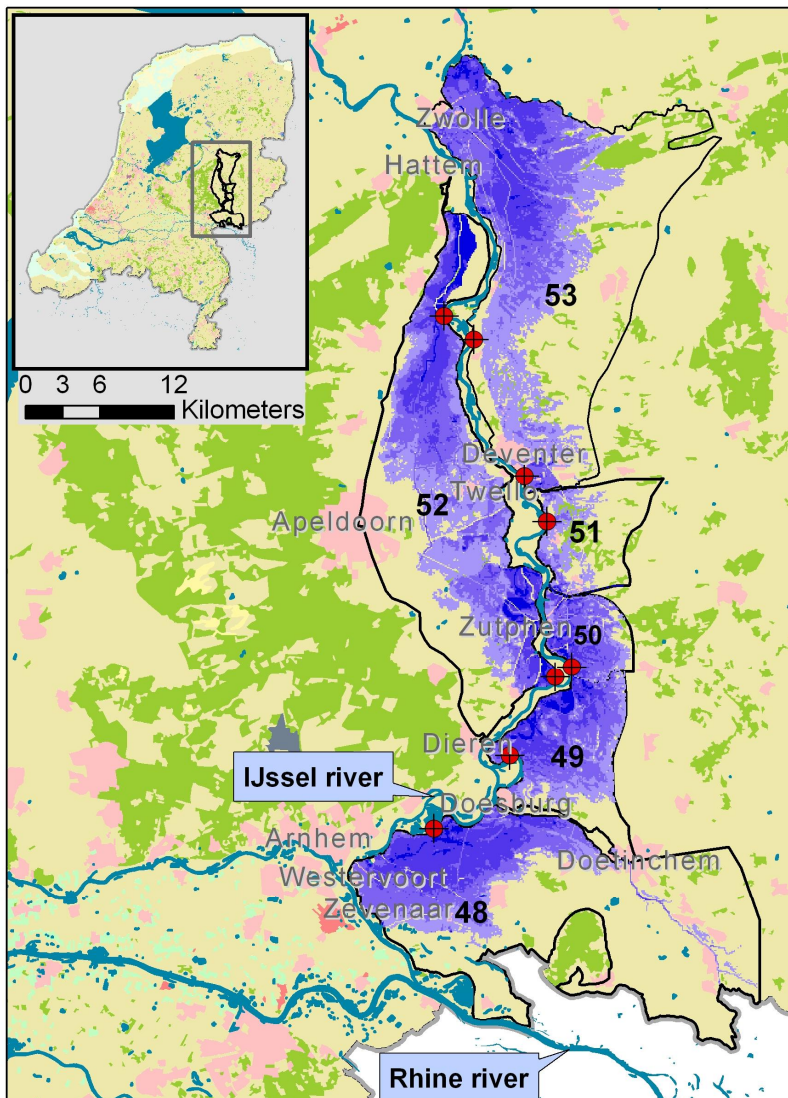 Zwolle
Hattem
53
0 3 6 12
Kilometers
Deventer
Twello
52
Apeldoorn
51
Zutphen
50
Dieren
49
IJssel river
Doesburg
Arnhem
Doetinchem
Westervoort
Zevenaar
48
Rhine river